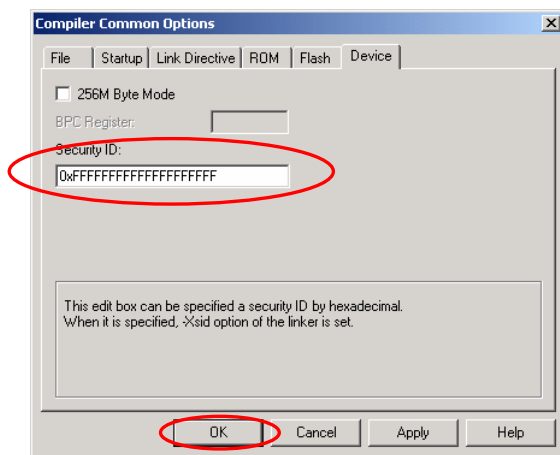 Compiler Common Options
File Startup Link Directive ROM Flash Device
256M Byte Mode
BPC Register:
Security ID:
0xFFFFFFFFFFFFFFFFFFFF
This edit box can be specified a security ID by hexadecimal.
When it is specified, -Xsid option of the linker is set.
OK Cancel Apply Help